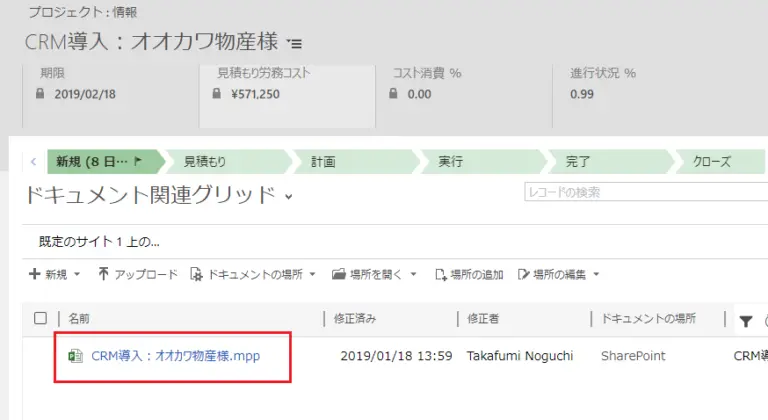 プロジェクト : 情報
CRM導入：オオカワ物産様
期限 見積もり労務コスト コスト消費 % 進行状況 %
2019/02/18 ¥571,250 0.00 0.99
新規 (8 日… 見積もり 計画 実行 完了 クローズ
ドキュメント関連グリッド
レコードの検索
既定のサイト 1 上の...
新規 アップロード ドキュメントの場所 場所を開く 場所の追加 場所の編集
名前 修正済み 修正者 ドキュメントの場所
CRM導入：オオカワ物産様.mpp 2019/01/18 13:59 Takafumi Noguchi SharePoint CRM導